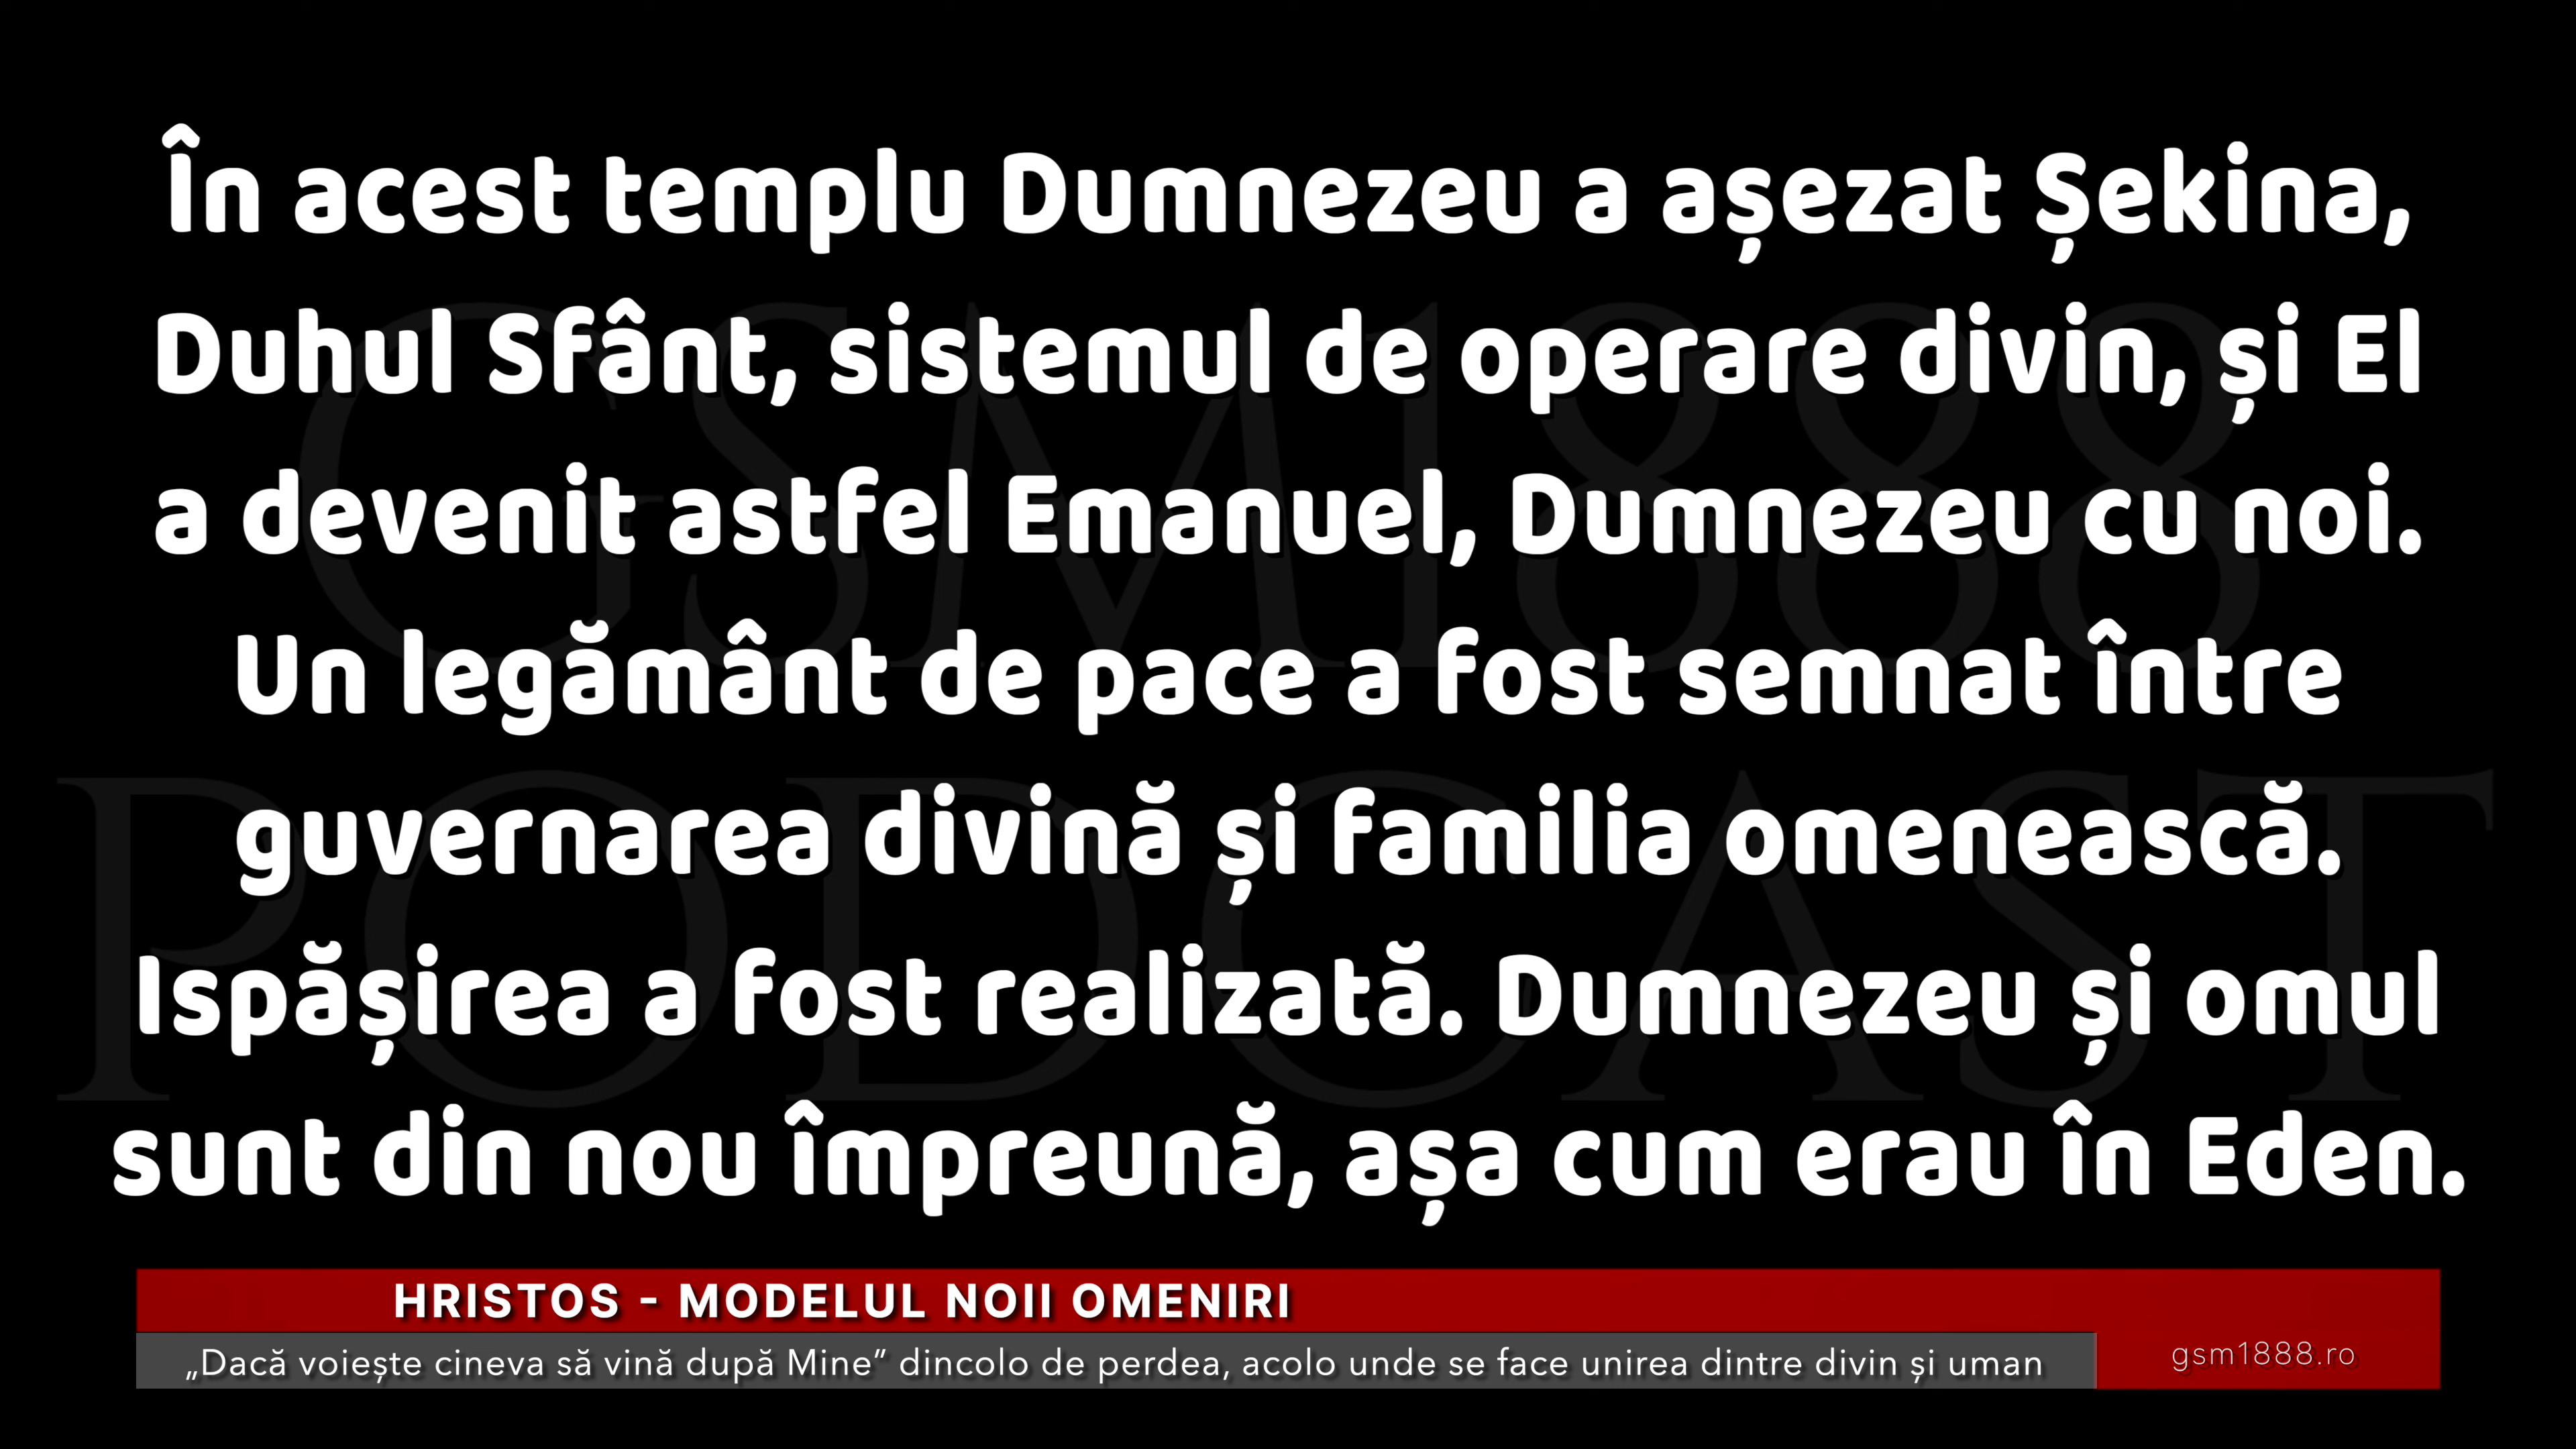 În acest templu Dumnezeu a așezat Șekina,
Duhul Sfânt, sistemul de operare divin, și El
a devenit astfel Emanuel, Dumnezeu cu noi.
Un legământ de pace a fost semnat între
guvernarea divină și familia omenească.
Ispășirea a fost realizată. Dumnezeu și omul
sunt din nou împreună, așa cum erau în Eden.
GSM1888
PODCAST
HRISTOS - MODELUL NOII OMENIRI
„Dacă voiește cineva să vină după Mine” dincolo de perdea, acolo unde se face unirea dintre divin și uman
gsm1888.ro